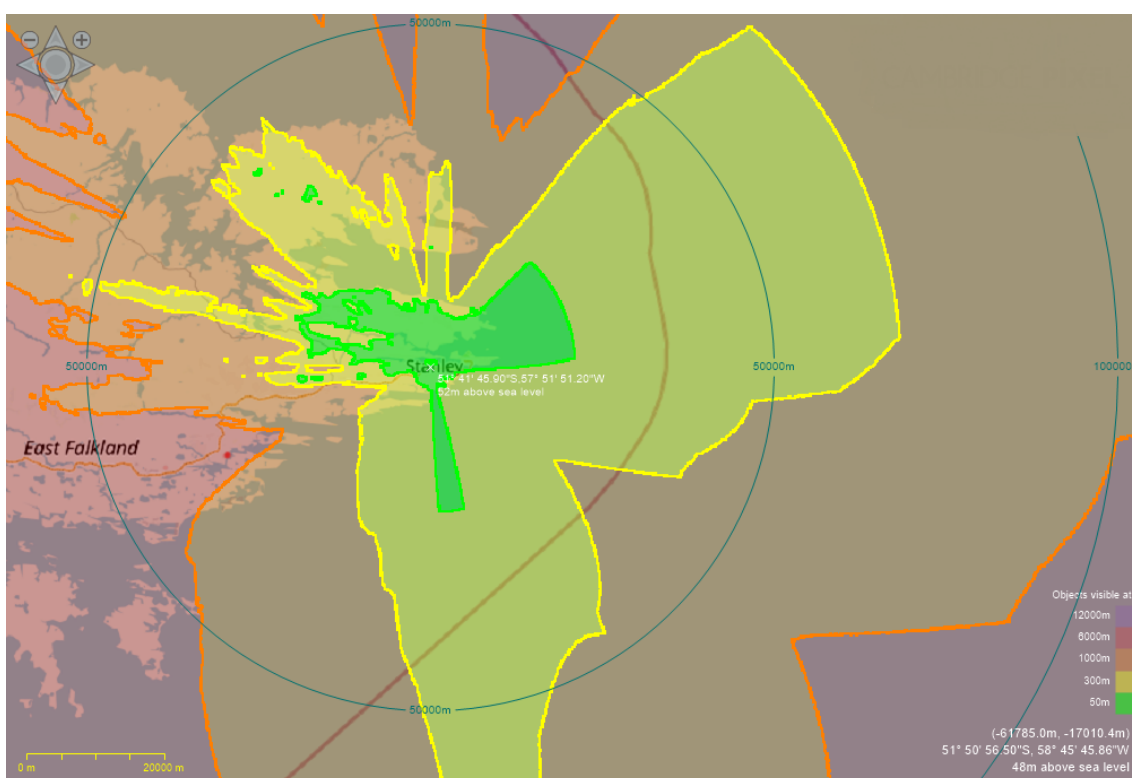 50000m
50000m
50000m
100000m
Stanley
51° 41' 45.90"S,57° 51' 51.20"W
52m above sea level
East Falkland
50000m
0 m
20000 m
Objects visible at
12000m
6000m
1000m
300m
50m
(-61785.0m, -17010.4m)
51° 50' 56.50"S, 58° 45' 45.86"W
48m above sea level